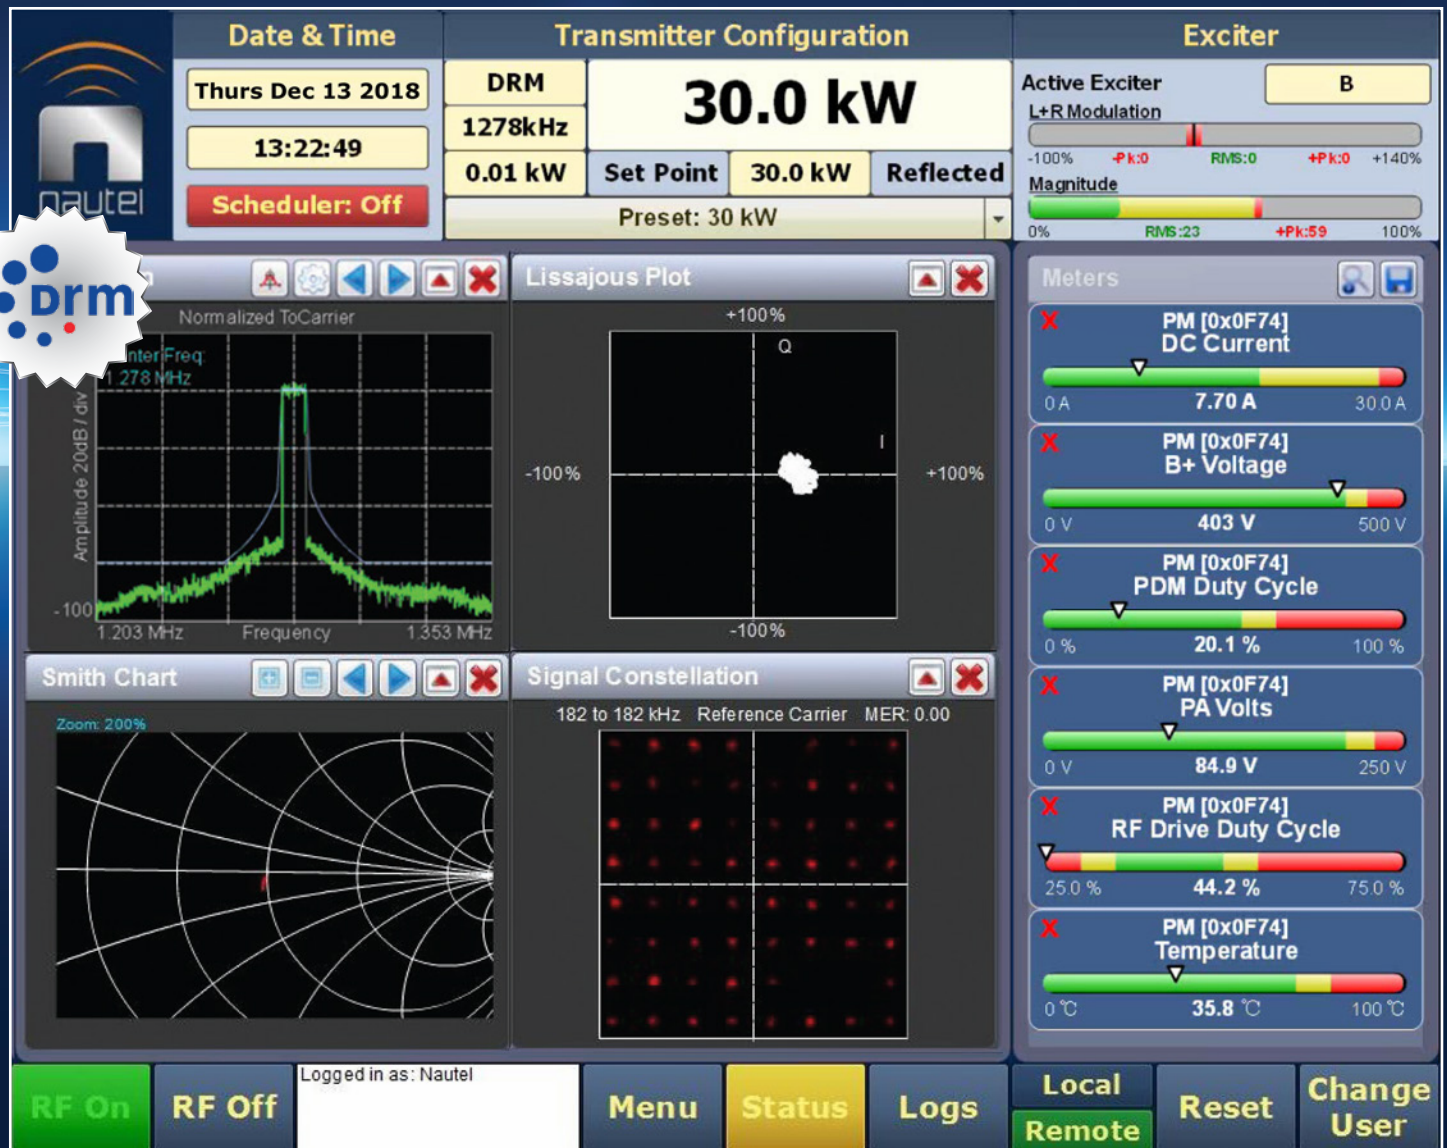 Date & Time
Transmitter Configuration
Exciter
nautel
Thurs Dec 13 2018
13:22:49
Scheduler: Off
DRM
1278kHz
30.0 kW
0.01 kW
Set Point
30.0 kW
Reflected
Preset: 30 kW
Active Exciter
B
L+R Modulation
-100%
-Pk:0
RMS:0
+Pk:0
+140%
Magnitude
0%
RMS:23
+Pk:59
100%
Drm
Normalized ToCarrier
nter Freq:
1.278 MHz
Amplitude 20dB / div
-100
1.203 MHz
Frequency
1.353 MHz
Lissajous Plot
+100%
Q
I
-100%
+100%
-100%
Smith Chart
Zoom: 200%
Signal Constellation
182 to 182 kHz Reference Carrier MER: 0.00
Meters
X
PM [0x0F74]
DC Current
0 A
7.70 A
30.0 A
X
PM [0x0F74]
B+ Voltage
0 V
403 V
500 V
X
PM [0x0F74]
PDM Duty Cycle
0 %
20.1 %
100 %
X
PM [0x0F74]
PA Volts
0 V
84.9 V
250 V
X
PM [0x0F74]
RF Drive Duty Cycle
25.0 %
44.2 %
75.0 %
X
PM [0x0F74]
Temperature
0 °C
35.8 °C
100 °C
RF On
RF Off
Logged in as: Nautel
Menu
Status
Logs
Local
Remote
Reset
Change
User